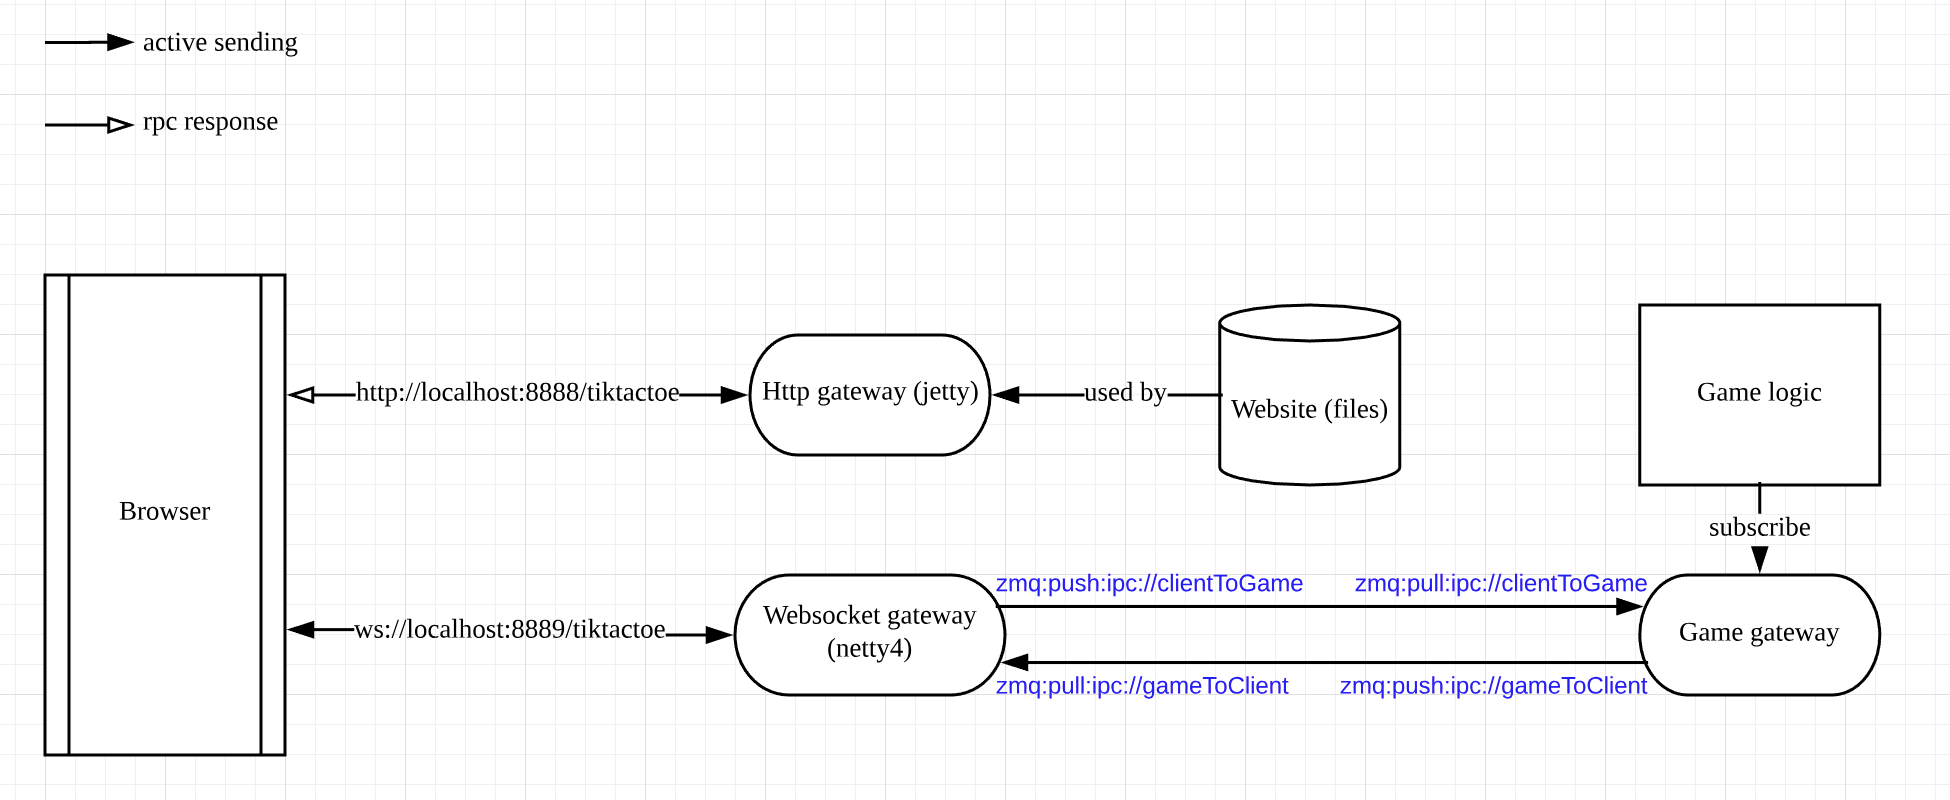 active sending
rpc response
http://localhost:8888/tiktactoe
Http gateway (jetty)
used by
Website (files)
Game logic
Browser
subscribe
zmq:push:ipc://clientToGame
zmq:pull:ipc://clientToGame
ws://localhost:8889/tiktactoe
Websocket gateway
(netty4)
Game gateway
zmq:pull:ipc://gameToClient
zmq:push:ipc://gameToClient